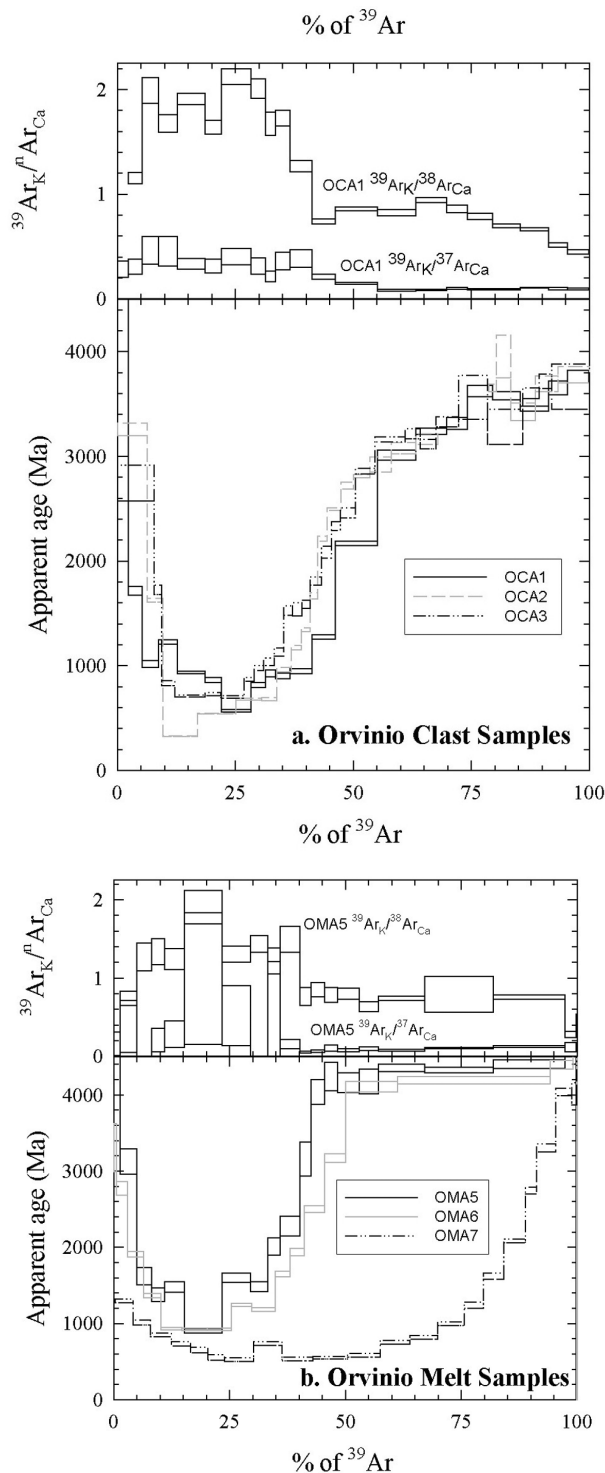 % of ³⁹Ar
³⁹Ar_K/ⁿAr_Ca
2
1
0
OCA1 ³⁹Ar_K/³⁸Ar_Ca
OCA1 ³⁹Ar_K/³⁷Ar_Ca
Apparent age (Ma)
4000
3000
2000
1000
0
OCA1
OCA2
OCA3
a. Orvinio Clast Samples
0 25 50 75 100
% of ³⁹Ar
³⁹Ar_K/ⁿAr_Ca
2
1
0
OMA5 ³⁹Ar_K/³⁸Ar_Ca
OMA5 ³⁹Ar_K/³⁷Ar_Ca
Apparent age (Ma)
4000
3000
2000
1000
0
OMA5
OMA6
OMA7
b. Orvinio Melt Samples
0 25 50 75 100
% of ³⁹Ar